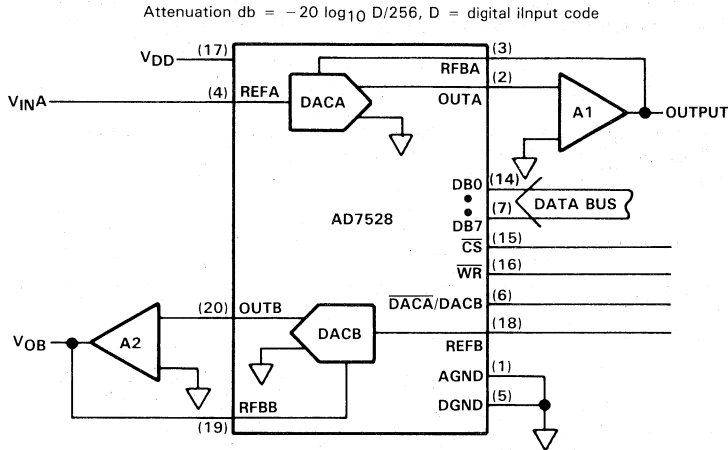 Attenuation db = −20 log10 D/256, D = digital iInput code
(3)
VDD (17)
RFBA
(2)
VINA (4) REFA
OUTA
DACA
A1
OUTPUT
DB0 (14)
DATA BUS
(7)
DB7
AD7528
CS (15)
WR (16)
DACA/DACB (6)
(20) OUTB
(18)
DACB
REFB
VOB
A2
AGND (1)
RFBB
DGND (5)
(19)